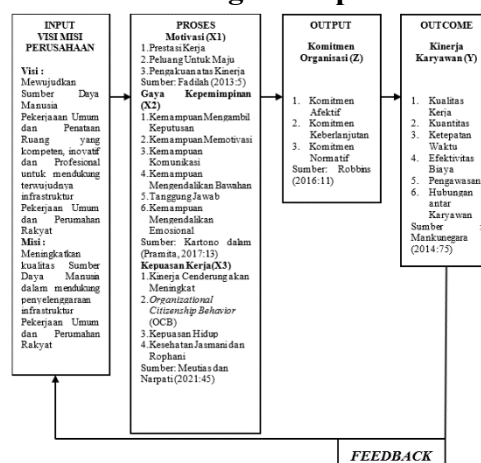 INPUT
VISI MISI
PERUSAHAAN
Visi :
Mewujudkan
Sumber Daya
Manusia
Pekerjaaan Umum
dan Penataan
Ruang yang
kompeten, inovatif
dan Profesional
untuk mendukung
terwujudnya
infrastruktur
Pekerjaan Umum
dan Perumahan
Rakyat
Misi :
Meningkatkan
kualitas Sumber
Daya Manusia
dalam mendukung
penyelenggaraan
infrastruktur
Pekerjaan Umum
dan Perumahan
Rakyat
PROSES
Motivasi (X1)
1.Prestasi Kerja
2.Peluang Untuk Maju
3.Pengakuan atas Kinerja
Sumber: Fadilah (2013:5)
Gaya Kepemimpinan
(X2)
1.Kemampuan Mengambil
Keputusan
2.Kemampuan Memotivasi
3.Kemampuan
Komunikasi
4.Kemampuan
Mengendalikan Bawahan
5.Tanggung Jawab
6.Kemampuan
Mengendalikan
Emosional
Sumber: Kartono dalam
(Pramita, 2017:13)
Kepuasan Kerja (X3)
1.Kinerja Cenderung akan
Meningkat
2.Organizational
Citizenship Behavior
(OCB)
3.Kepuasan Hidup
4.Kesehatan Jasmani dan
Rophani
Sumber: Meutias dan
Narpati (2021:45)
OUTPUT
Komitmen
Organisasi (Z)
1. Komitmen
Afektif
2. Komitmen
Keberlanjutan
3. Komitmen
Normatif
Sumber: Robbins
(2016:11)
OUTCOME
Kinerja
Karyawan (Y)
1. Kualitas
Kerja
2. Kuantitas
3. Ketepatan
Waktu
4. Efektivitas
Biaya
5. Pengawasan
6. Hubungan
antar
Karyawan
Sumber :
Mankunegara
(2014:75)
FEEDBACK